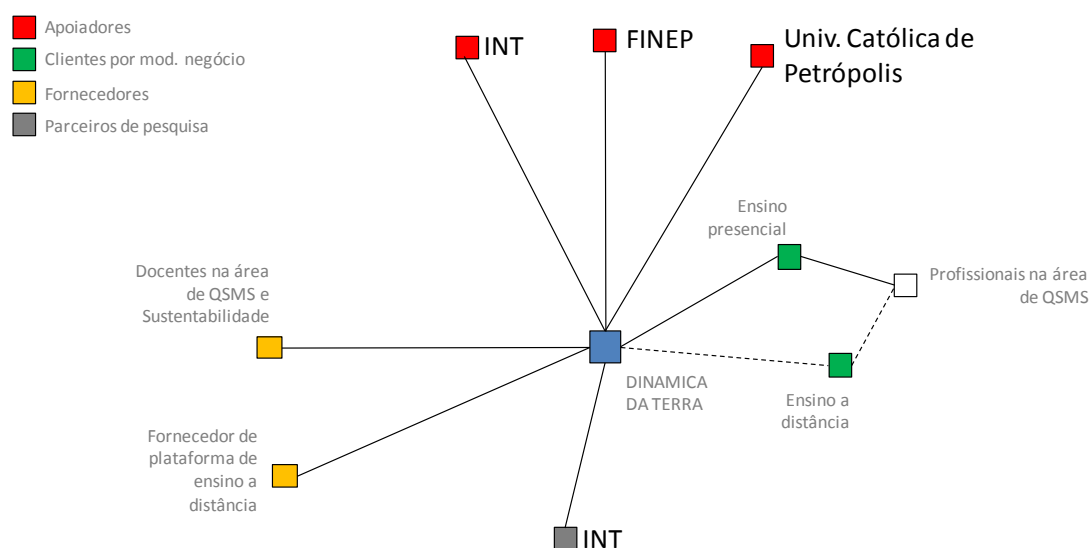 Apoiadores
Clientes por mod. negócio
Fornecedores
Parceiros de pesquisa
INT
FINEP
Univ. Católica de
Petrópolis
Ensino
presencial
Profissionais na área
de QSMS
Docentes na área
de QSMS e
Sustentabilidade
DINAMICA
DA TERRA
Ensino a
distância
Fornecedor de
plataforma de
ensino a
distância
INT